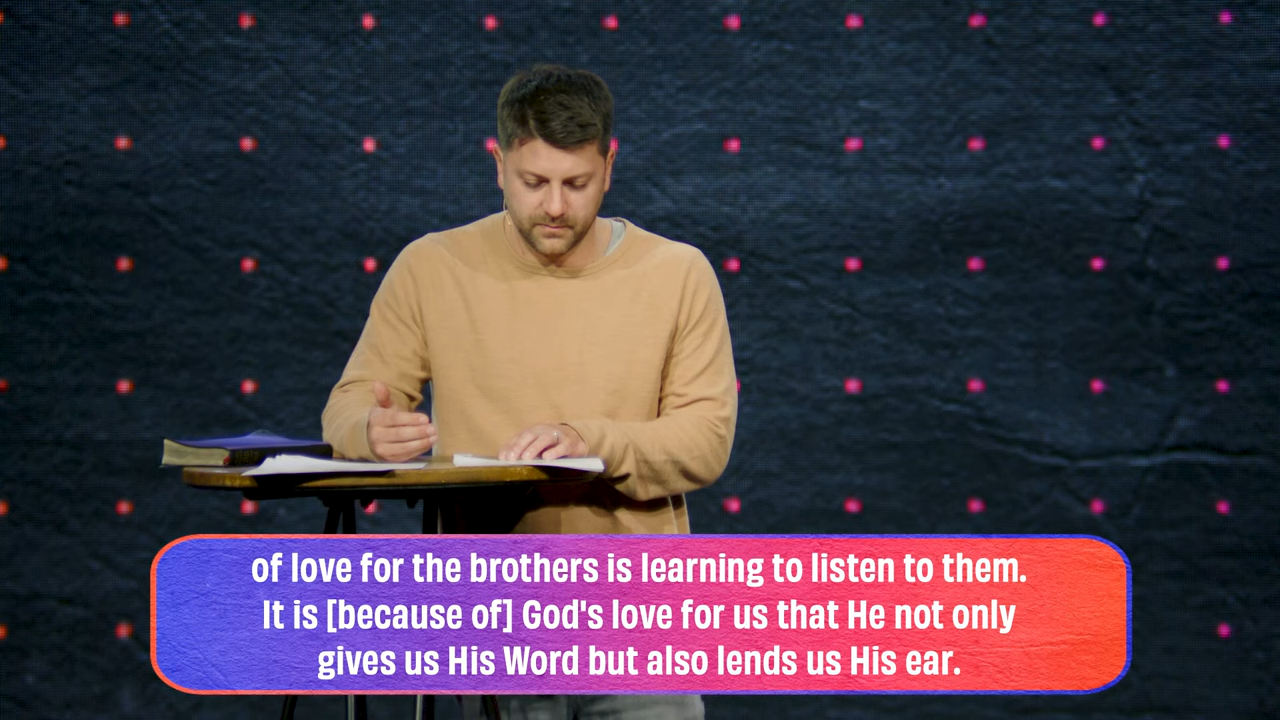 of love for the brothers is learning to listen to them.
It is [because of] God's love for us that He not only
gives us His Word but also lends us His ear.